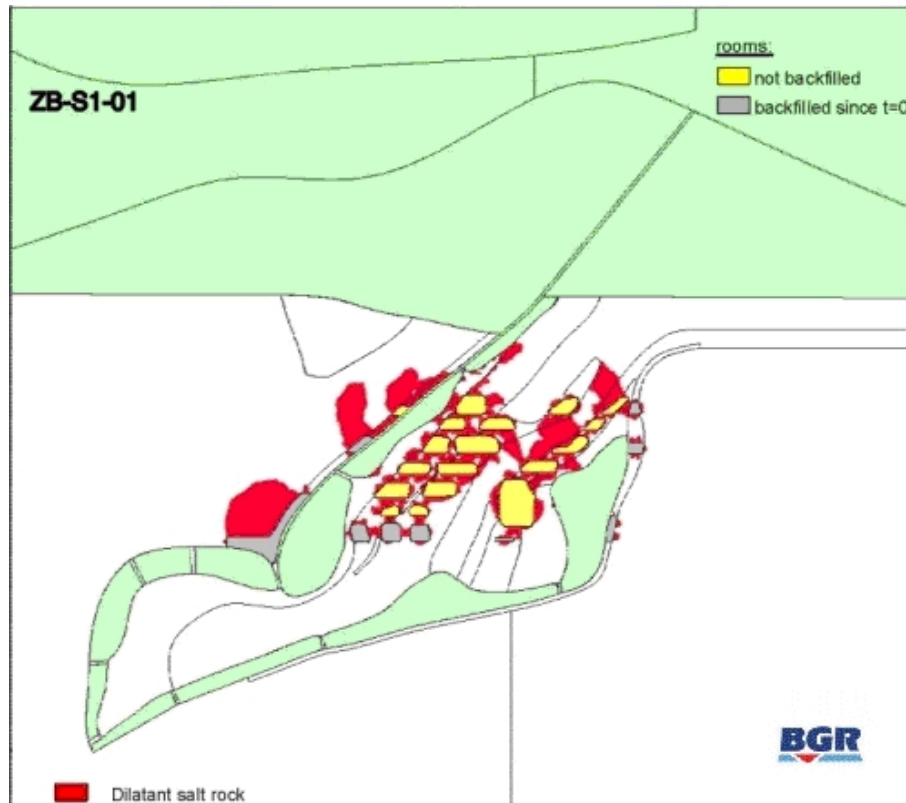 rooms:
not backfilled
ZB-S1-01
backfilled since t=0
BGR
Dilatant salt rock